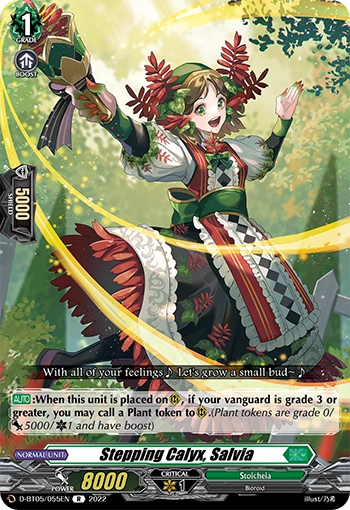 1
GRADE
BOOST
5000
SHIELD
With all of your feelings♪ Let's grow a small bud~♪
AUTO:When this unit is placed on R, if your vanguard is grade 3 or
greater, you may call a Plant token to R.(Plant tokens are grade 0/
5000/1 and have boost)
NORMAL UNIT
Stepping Calyx, Salvia
POWER 8000
CRITICAL
1
Stoicheia
Bioroid
D-BT05/055EN R 2022
illust/乃希